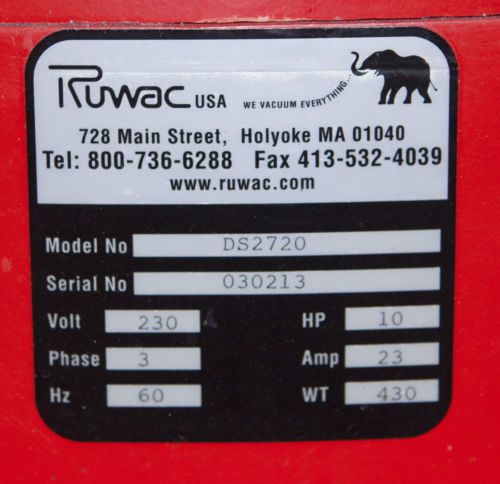 Ruwac USA WE VACUUM EVERYTHING...
728 Main Street, Holyoke MA 01040
Tel: 800-736-6288 Fax 413-532-4039
www.ruwac.com
Model No DS2720
Serial No 030213
Volt 230 HP 10
Phase 3 Amp 23
Hz 60 WT 430